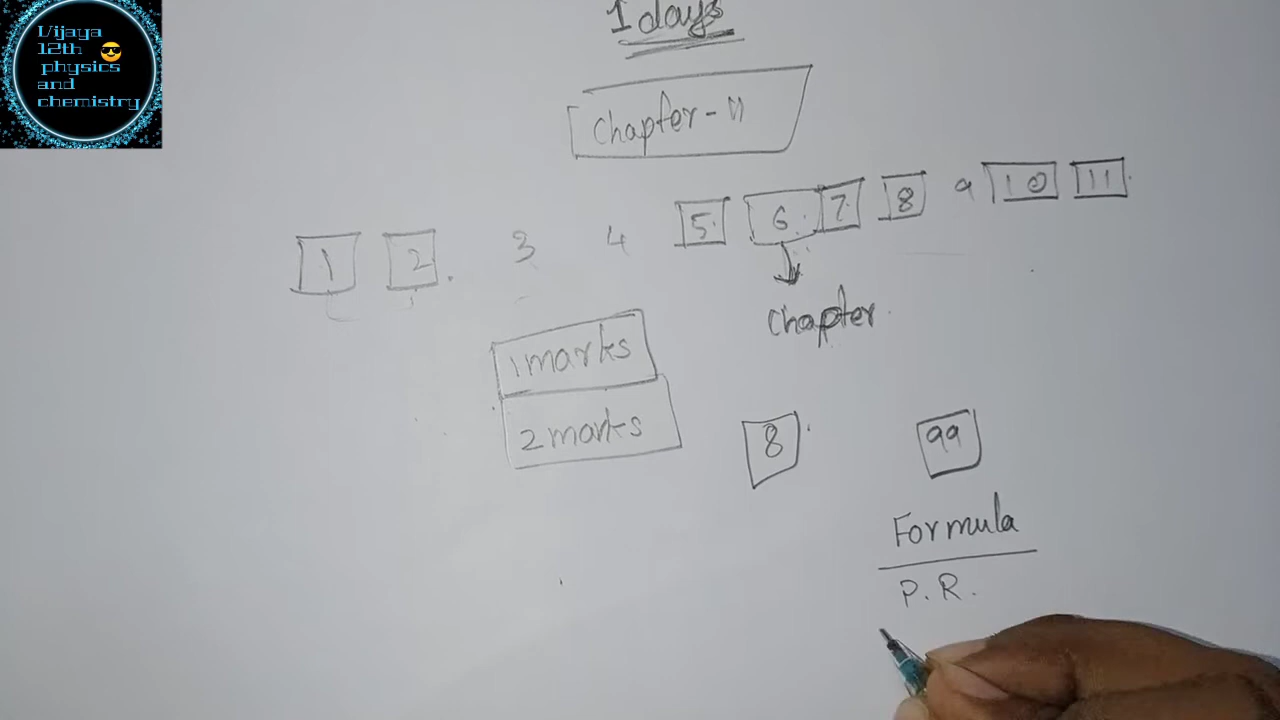 Vijaya
12th
physics
and
chemistry
1 days
Chapter - 11
1 2. 3 4 5. 6. 7. 8 9 10 11.
Chapter
1 marks
2 marks
8 99
Formula
P. R.